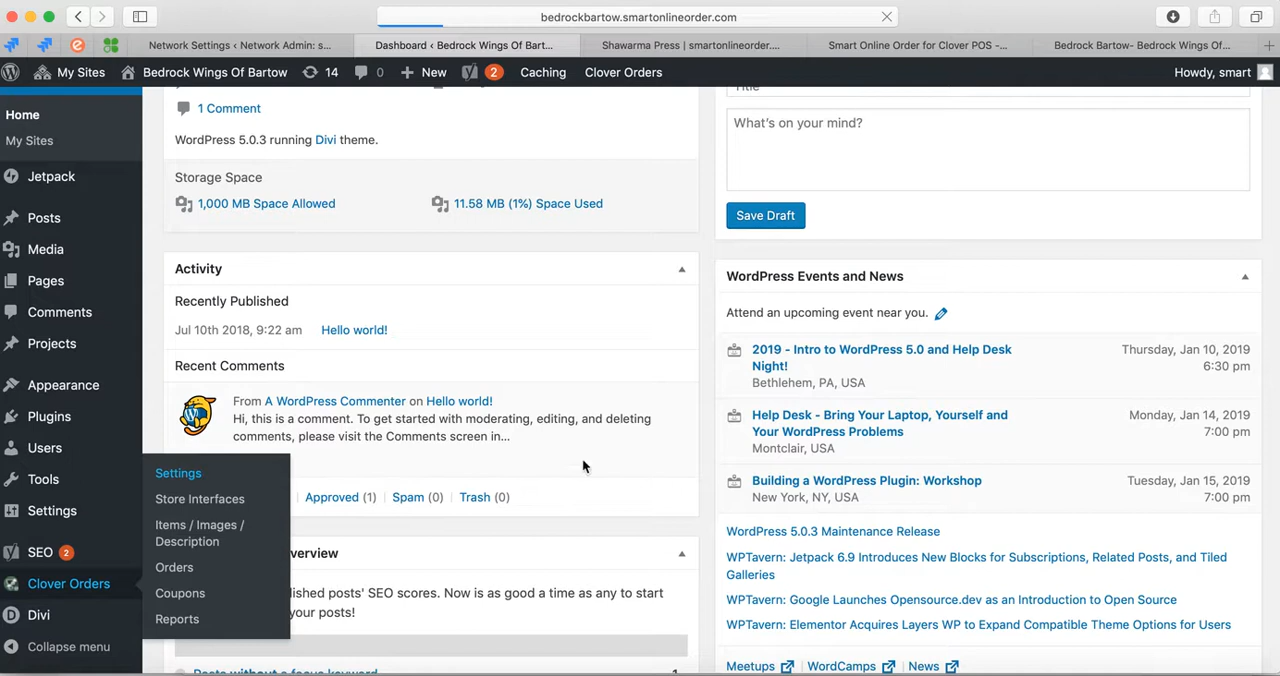 bedrockbartow.smartonlineorder.com
Network Settings ‹ Network Admin: s...
Dashboard ‹ Bedrock Wings Of Bart...
Shawarma Press | smartonlineorder....
Smart Online Order for Clover POS -...
Bedrock Bartow- Bedrock Wings Of...
My Sites
Bedrock Wings Of Bartow
14
0
New
2
Caching
Clover Orders
Howdy, smart
Home
My Sites
Jetpack
Posts
Media
Pages
Comments
Projects
Appearance
Plugins
Users
Tools
Settings
SEO 2
Clover Orders
Divi
Collapse menu
Settings
Store Interfaces
Items / Images /
Description
Orders
Coupons
Reports
1 Comment
WordPress 5.0.3 running Divi theme.
Storage Space
1,000 MB Space Allowed
11.58 MB (1%) Space Used
Activity
Recently Published
Jul 10th 2018, 9:22 am Hello world!
Recent Comments
From A WordPress Commenter on Hello world!
Hi, this is a comment. To get started with moderating, editing, and deleting
comments, please visit the Comments screen in...
Approved (1) Spam (0) Trash (0)
verview
blished posts' SEO scores. Now is as good a time as any to start
your posts!
Posts without a focus keyword 1
Title
What's on your mind?
Save Draft
WordPress Events and News
Attend an upcoming event near you.
2019 - Intro to WordPress 5.0 and Help Desk
Night!
Bethlehem, PA, USA
Thursday, Jan 10, 2019
6:30 pm
Help Desk - Bring Your Laptop, Yourself and
Your WordPress Problems
Montclair, USA
Monday, Jan 14, 2019
7:00 pm
Building a WordPress Plugin: Workshop
New York, NY, USA
Tuesday, Jan 15, 2019
7:00 pm
WordPress 5.0.3 Maintenance Release
WPTavern: Jetpack 6.9 Introduces New Blocks for Subscriptions, Related Posts, and Tiled
Galleries
WPTavern: Google Launches Opensource.dev as an Introduction to Open Source
WPTavern: Elementor Acquires Layers WP to Expand Compatible Theme Options for Users
Meetups WordCamps News